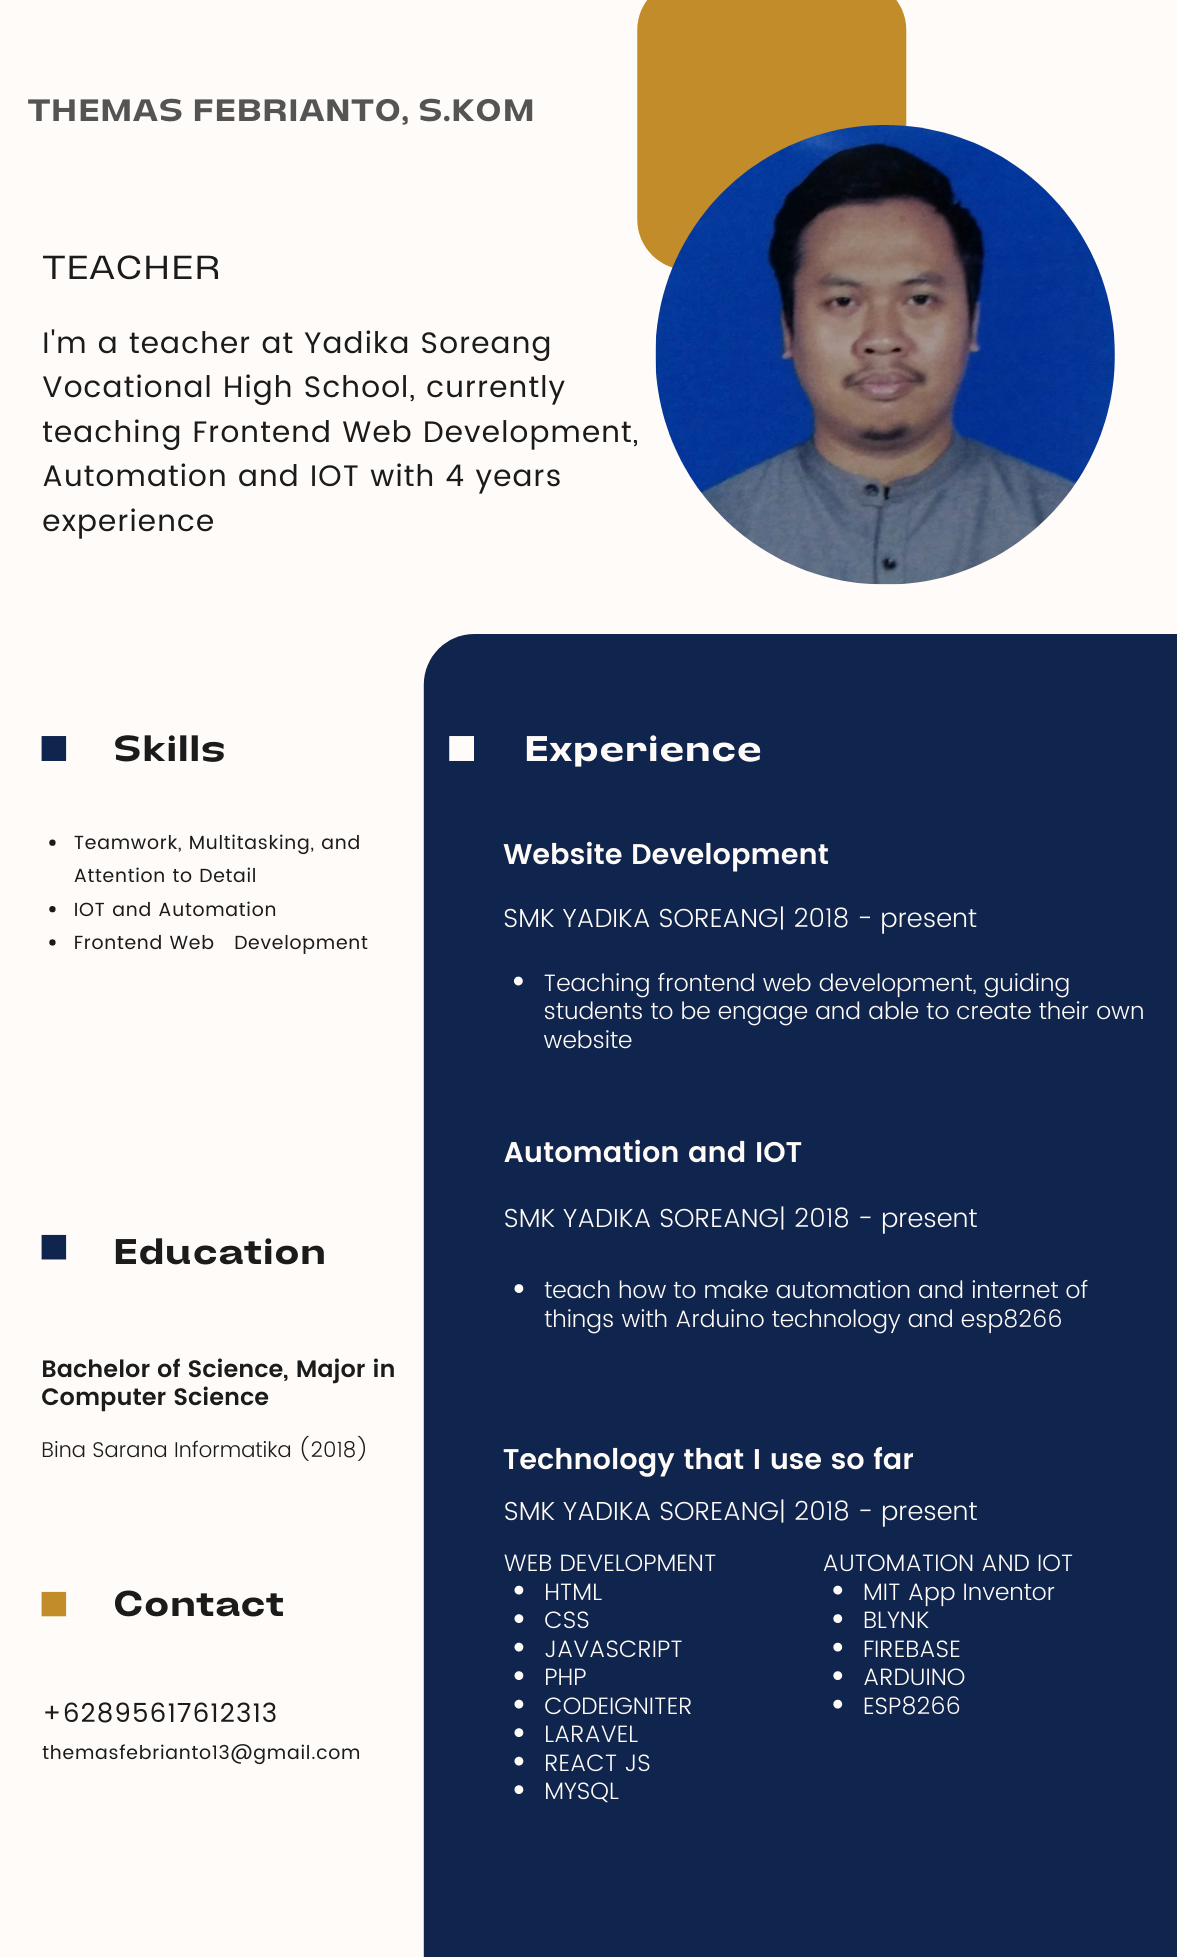 THEMAS FEBRIANTO, S.KOM
TEACHER
I'm a teacher at Yadika Soreang
Vocational High School, currently
teaching Frontend Web Development,
Automation and IOT with 4 years
experience
Skills
• Teamwork, Multitasking, and
Attention to Detail
• IOT and Automation
• Frontend Web Development
Education
Bachelor of Science, Major in
Computer Science
Bina Sarana Informatika (2018)
Contact
+62895617612313
themasfebrianto13@gmail.com
Experience
Website Development
SMK YADIKA SOREANG| 2018 - present
• Teaching frontend web development, guiding
students to be engage and able to create their own
website
Automation and IOT
SMK YADIKA SOREANG| 2018 - present
• teach how to make automation and internet of
things with Arduino technology and esp8266
Technology that I use so far
SMK YADIKA SOREANG| 2018 - present
WEB DEVELOPMENT
• HTML
• CSS
• JAVASCRIPT
• PHP
• CODEIGNITER
• LARAVEL
• REACT JS
• MYSQL
AUTOMATION AND IOT
• MIT App Inventor
• BLYNK
• FIREBASE
• ARDUINO
• ESP8266